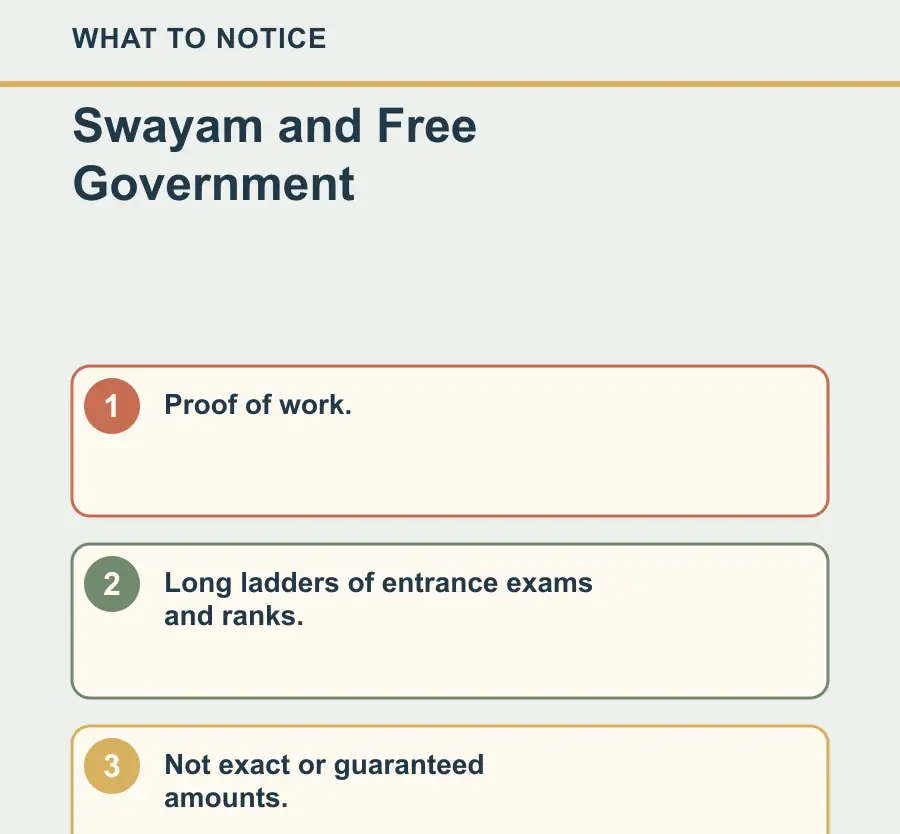 WHAT TO NOTICE
Swayam and Free
Government
1
Proof of work.
2
Long ladders of entrance exams
and ranks.
3
Not exact or guaranteed
amounts.